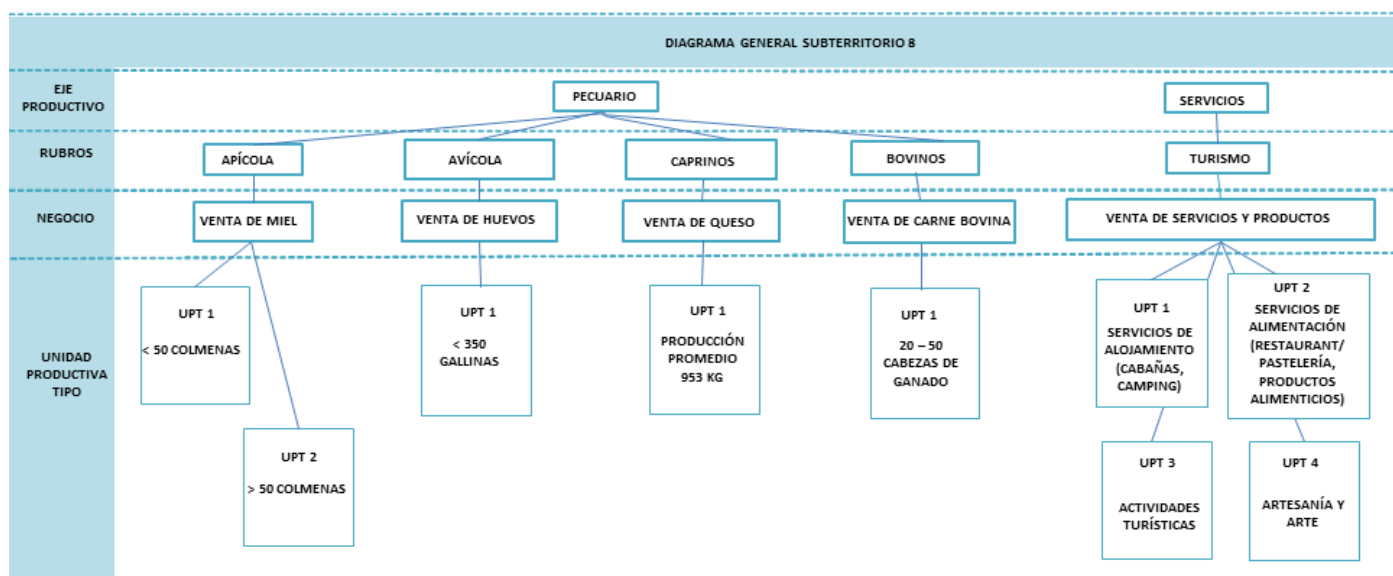 DIAGRAMA GENERAL SUBTERRITORIO 8
EJE
PRODUCTIVO
PECUARIO
SERVICIOS
RUBROS
APÍCOLA
AVÍCOLA
CAPRINOS
BOVINOS
TURISMO
NEGOCIO
VENTA DE MIEL
VENTA DE HUEVOS
VENTA DE QUESO
VENTA DE CARNE BOVINA
VENTA DE SERVICIOS Y PRODUCTOS
UNIDAD
PRODUCTIVA
TIPO
UPT 1
< 50 COLMENAS
UPT 2
> 50 COLMENAS
UPT 1
< 350
GALLINAS
UPT 1
PRODUCCIÓN
PROMEDIO
953 KG
UPT 1
20 – 50
CABEZAS DE
GANADO
UPT 1
SERVICIOS DE
ALOJAMIENTO
(CABAÑAS,
CAMPING)
UPT 2
SERVICIOS DE
ALIMENTACIÓN
(RESTAURANT/
PASTELERÍA,
PRODUCTOS
ALIMENTICIOS)
UPT 3
ACTIVIDADES
TURÍSTICAS
UPT 4
ARTESANÍA Y
ARTE